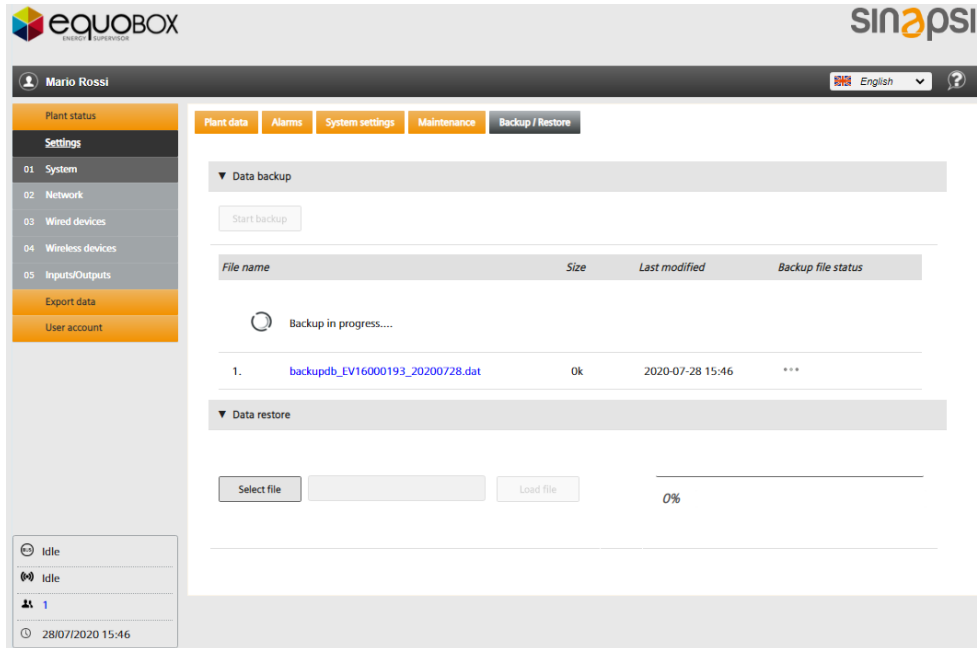 equobox
ENERGY SUPERVISOR
sinapsi
Mario Rossi
English
Plant status
Settings
01 System
02 Network
03 Wired devices
04 Wireless devices
05 Inputs/Outputs
Export data
User account
Plant data Alarms System settings Maintenance Backup / Restore
▼ Data backup
Start backup
File name Size Last modified Backup file status
Backup in progress....
1. backupdb_EV16000193_20200728.dat 0k 2020-07-28 15:46
▼ Data restore
Select file Load file
0%
BUS Idle
Idle
1
28/07/2020 15:46